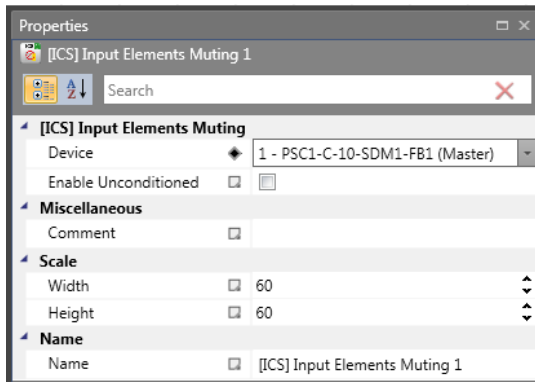 Properties
[ICS] Input Elements Muting 1
Search
[ICS] Input Elements Muting
Device 1 - PSC1-C-10-SDM1-FB1 (Master)
Enable Unconditioned
Miscellaneous
Comment
Scale
Width 60
Height 60
Name
Name [ICS] Input Elements Muting 1